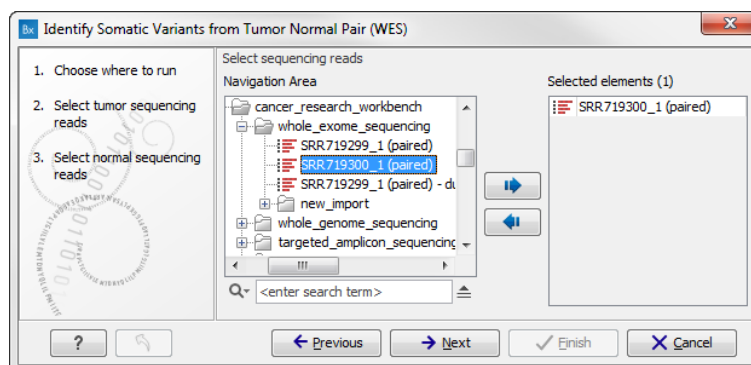 Bx Identify Somatic Variants from Tumor Normal Pair (WES)
1. Choose where to run
2. Select tumor sequencing
reads
3. Select normal sequencing
reads
Select sequencing reads
Navigation Area
cancer_research_workbench
whole_exome_sequencing
SRR719299_1 (paired)
SRR719300_1 (paired)
SRR719299_1 (paired) - du
new_import
whole_genome_sequencing
targeted_amplicon_sequencing
<enter search term>
Selected elements (1)
SRR719300_1 (paired)
?
Previous
Next
Finish
Cancel